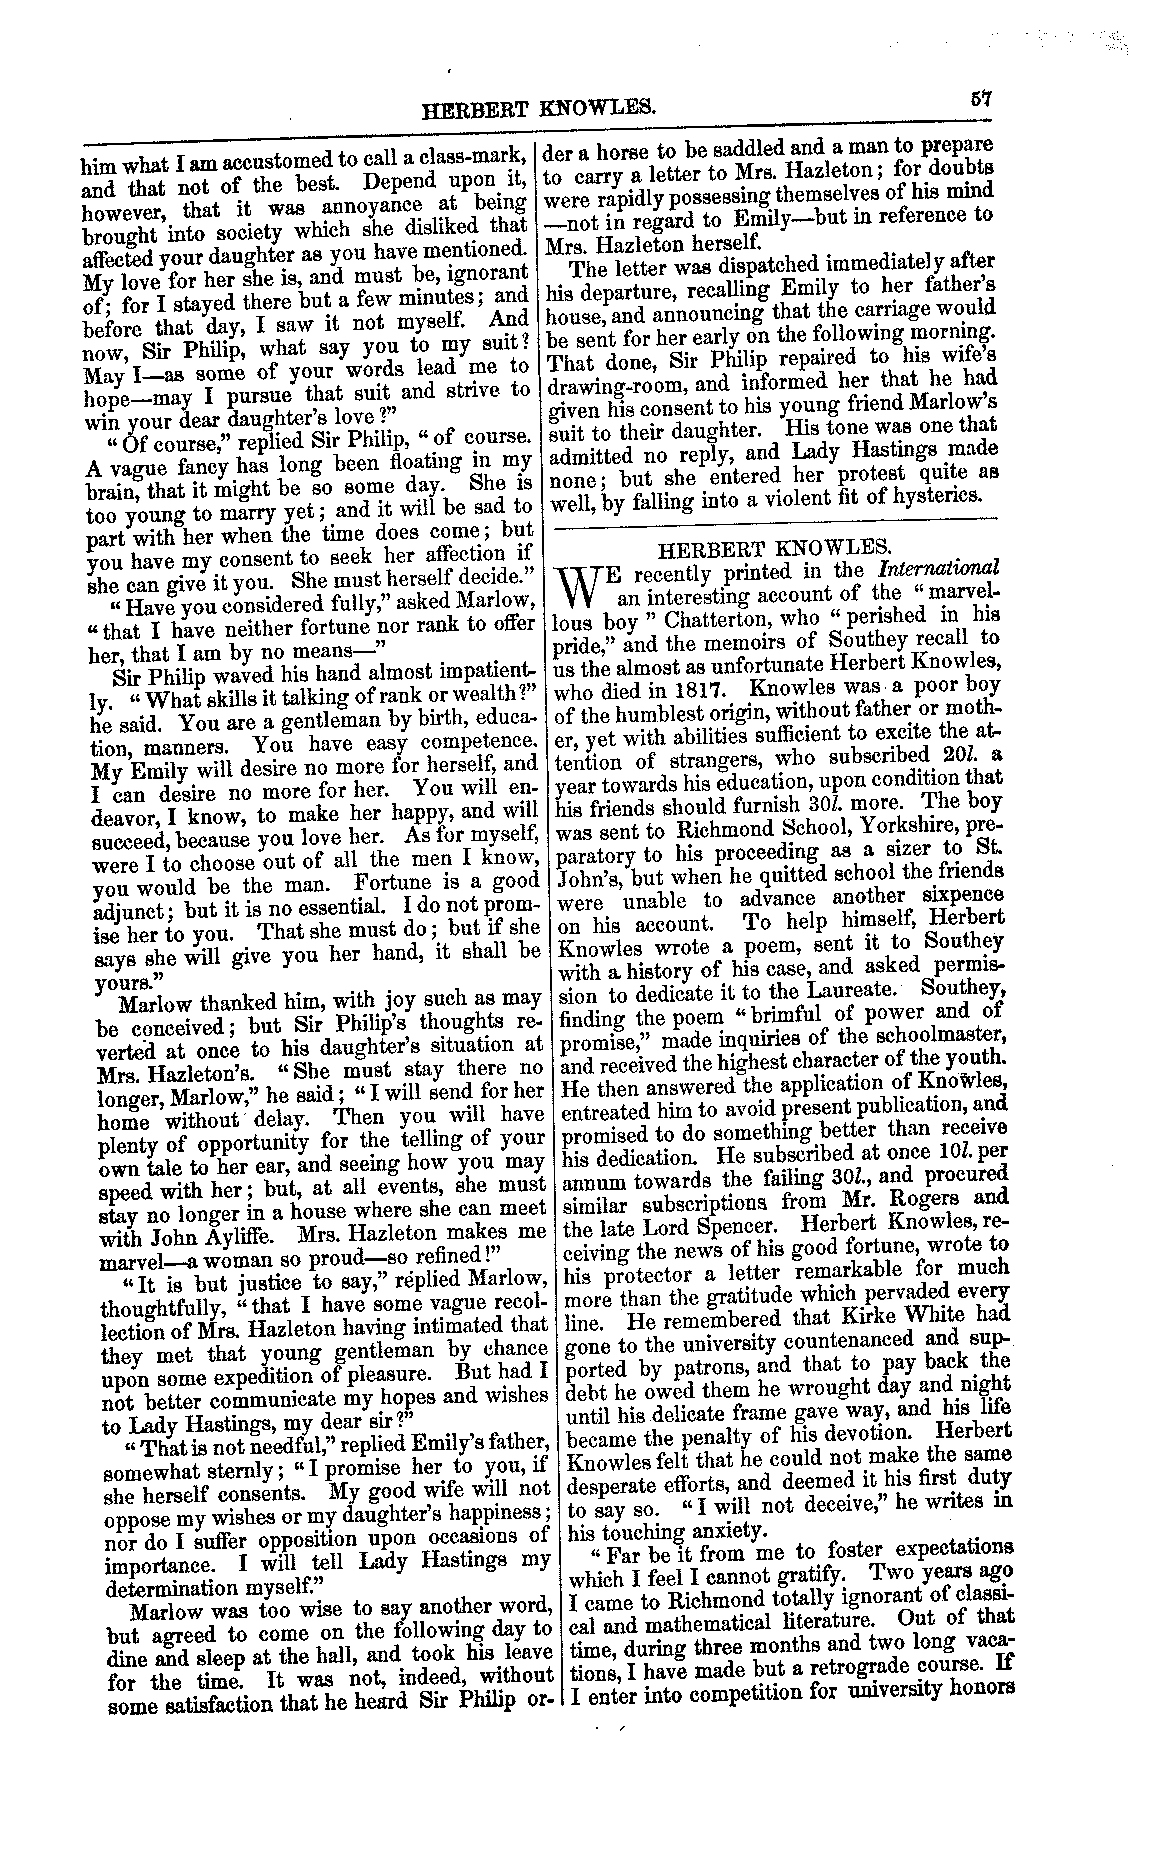 HERBERT KNOWLES.
57
him what I am accustomed to call a class-mark,
and that not of the best. Depend upon it,
however, that it was annoyance at being
brought into society which she disliked that
affected your daughter as you have mentioned.
My love for her she is, and must be, ignorant
of; for I stayed there but a few minutes; and
before that day, I saw it not myself. And
now, Sir Philip, what say you to my suit?
May I—as some of your words lead me to
hope—may I pursue that suit and strive to
win your dear daughter's love?"
"Of course," replied Sir Philip, "of course.
A vague fancy has long been floating in my
brain, that it might be so some day. She is
too young to marry yet; and it will be sad to
part with her when the time does come; but
you have my consent to seek her affection if
she can give it you. She must herself decide."
"Have you considered fully," asked Marlow,
"that I have neither fortune nor rank to offer
her, that I am by no means—"
Sir Philip waved his hand almost impatient-
ly. "What skills it talking of rank or wealth?"
he said. You are a gentleman by birth, educa-
tion, manners. You have easy competence.
My Emily will desire no more for herself, and
I can desire no more for her. You will en-
deavor, I know, to make her happy, and will
succeed, because you love her. As for myself,
were I to choose out of all the men I know,
you would be the man. Fortune is a good
adjunct; but it is no essential. I do not prom-
ise her to you. That she must do; but if she
says she will give you her hand, it shall be
yours."
Marlow thanked him, with joy such as may
be conceived; but Sir Philip's thoughts re-
verted at once to his daughter's situation at
Mrs. Hazleton's. "She must stay there no
longer, Marlow," he said; "I will send for her
home without delay. Then you will have
plenty of opportunity for the telling of your
own tale to her ear, and seeing how you may
speed with her; but, at all events, she must
stay no longer in a house where she can meet
with John Ayliffe. Mrs. Hazleton makes me
marvel—a woman so proud—so refined!"
"It is but justice to say," replied Marlow,
thoughtfully, "that I have some vague recol-
lection of Mrs. Hazleton having intimated that
they met that young gentleman by chance
upon some expedition of pleasure. But had I
not better communicate my hopes and wishes
to Lady Hastings, my dear sir?"
"That is not needful," replied Emily's father,
somewhat sternly; "I promise her to you, if
she herself consents. My good wife will not
oppose my wishes or my daughter's happiness;
nor do I suffer opposition upon occasions of
importance. I will tell Lady Hastings my
determination myself."
Marlow was too wise to say another word,
but agreed to come on the following day to
dine and sleep at the hall, and took his leave
for the time. It was not, indeed, without
some satisfaction that he heard Sir Philip or-
der a horse to be saddled and a man to prepare
to carry a letter to Mrs. Hazleton; for doubts
were rapidly possessing themselves of his mind
—not in regard to Emily—but in reference to
Mrs. Hazleton herself.
The letter was dispatched immediately after
his departure, recalling Emily to her father's
house, and announcing that the carriage would
be sent for her early on the following morning.
That done, Sir Philip repaired to his wife's
drawing-room, and informed her that he had
given his consent to his young friend Marlow's
suit to their daughter. His tone was one that
admitted no reply, and Lady Hastings made
none; but she entered her protest quite as
well, by falling into a violent fit of hysterics.
HERBERT KNOWLES.
WE recently printed in the International
an interesting account of the "marvel-
lous boy" Chatterton, who "perished in his
pride," and the memoirs of Southey recall to
us the almost as unfortunate Herbert Knowles,
who died in 1817. Knowles was a poor boy
of the humblest origin, without father or moth-
er, yet with abilities sufficient to excite the at-
tention of strangers, who subscribed 20l. a
year towards his education, upon condition that
his friends should furnish 30l. more. The boy
was sent to Richmond School, Yorkshire, pre-
paratory to his proceeding as a sizer to St.
John's, but when he quitted school the friends
were unable to advance another sixpence
on his account. To help himself, Herbert
Knowles wrote a poem, sent it to Southey
with a history of his case, and asked permis-
sion to dedicate it to the Laureate. Southey,
finding the poem "brimful of power and of
promise," made inquiries of the schoolmaster,
and received the highest character of the youth.
He then answered the application of Knowles,
entreated him to avoid present publication, and
promised to do something better than receive
his dedication. He subscribed at once 10l. per
annum towards the failing 30l., and procured
similar subscriptions from Mr. Rogers and
the late Lord Spencer. Herbert Knowles, re-
ceiving the news of his good fortune, wrote to
his protector a letter remarkable for much
more than the gratitude which pervaded every
line. He remembered that Kirke White had
gone to the university countenanced and sup-
ported by patrons, and that to pay back the
debt he owed them he wrought day and night
until his delicate frame gave way, and his life
became the penalty of his devotion. Herbert
Knowles felt that he could not make the same
desperate efforts, and deemed it his first duty
to say so. "I will not deceive," he writes in
his touching anxiety.
"Far be it from me to foster expectations
which I feel I cannot gratify. Two years ago
I came to Richmond totally ignorant of classi-
cal and mathematical literature. Out of that
time, during three months and two long vaca-
tions, I have made but a retrograde course. If
I enter into competition for university honors